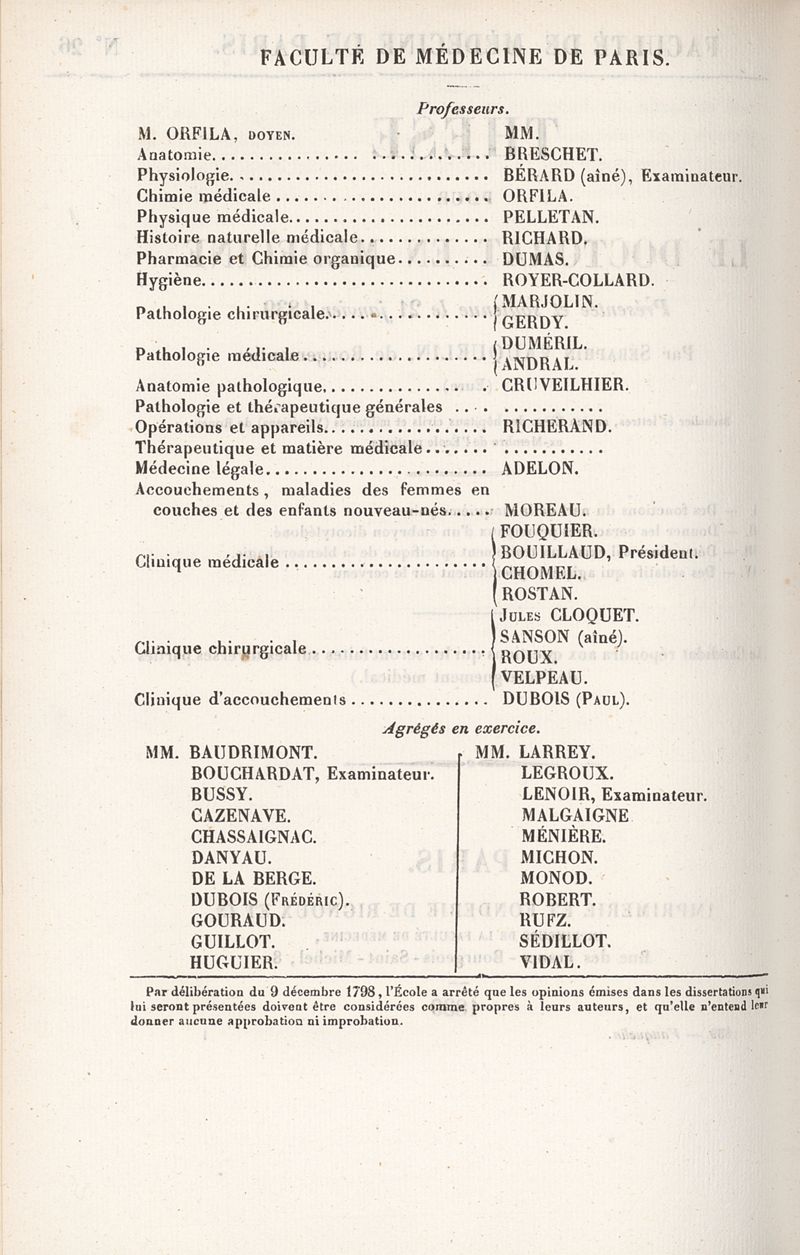 FACULTÉ DE MÉDECINE DE PARIS.
Professeurs.
M. ORFILA, DOYEN. MM.
Anatomie. BRESCHET.
Physiologie. BÉRARD (aîné), Examinateur.
Chimie médicale ORFILA.
Physique médicale. PELLETAN.
Histoire naturelle médicale. RICHARD.
Pharmacie et Chimie organique. DUMAS.
Hygiène. ROYER-COLLARD.
Pathologie chirurgicale. { MARJOLIN.
GERDY.
Pathologie médicale { DUMÉRIL.
ANDRAL.
Anatomie pathologique. CRUVEILHIER.
Pathologie et thérapeutique générales ...........
Opérations et appareils. RICHERAND.
Thérapeutique et matière médicale ...........
Médecine légale. ADELON.
Accouchements, maladies des femmes en
couches et des enfants nouveau-nés. MOREAU.
Clinique médicale { FOUQUIER.
BOUILLAUD, Président.
CHOMEL.
ROSTAN.
Clinique chirurgicale { JULES CLOQUET.
SANSON (aîné).
ROUX.
VELPEAU.
Clinique d'accouchements DUBOIS (PAUL).
Agrégés en exercice.
MM. BAUDRIMONT.
BOUCHARDAT, Examinateur.
BUSSY.
CAZENAVE.
CHASSAIGNAC.
DANYAU.
DE LA BERGE.
DUBOIS (FRÉDÉRIC).
GOURAUD.
GUILLOT.
HUGUIER.
MM. LARREY.
LEGROUX.
LENOIR, Examinateur.
MALGAIGNE
MÉNIÈRE.
MICHON.
MONOD.
ROBERT.
RUFZ.
SÉDILLOT.
VIDAL.
Par délibération du 9 décembre 1798, l'École a arrêté que les opinions émises dans les dissertations qui
lui seront présentées doivent être considérées comme propres à leurs auteurs, et qu'elle n'entend leur
donner aucune approbation ni improbation.